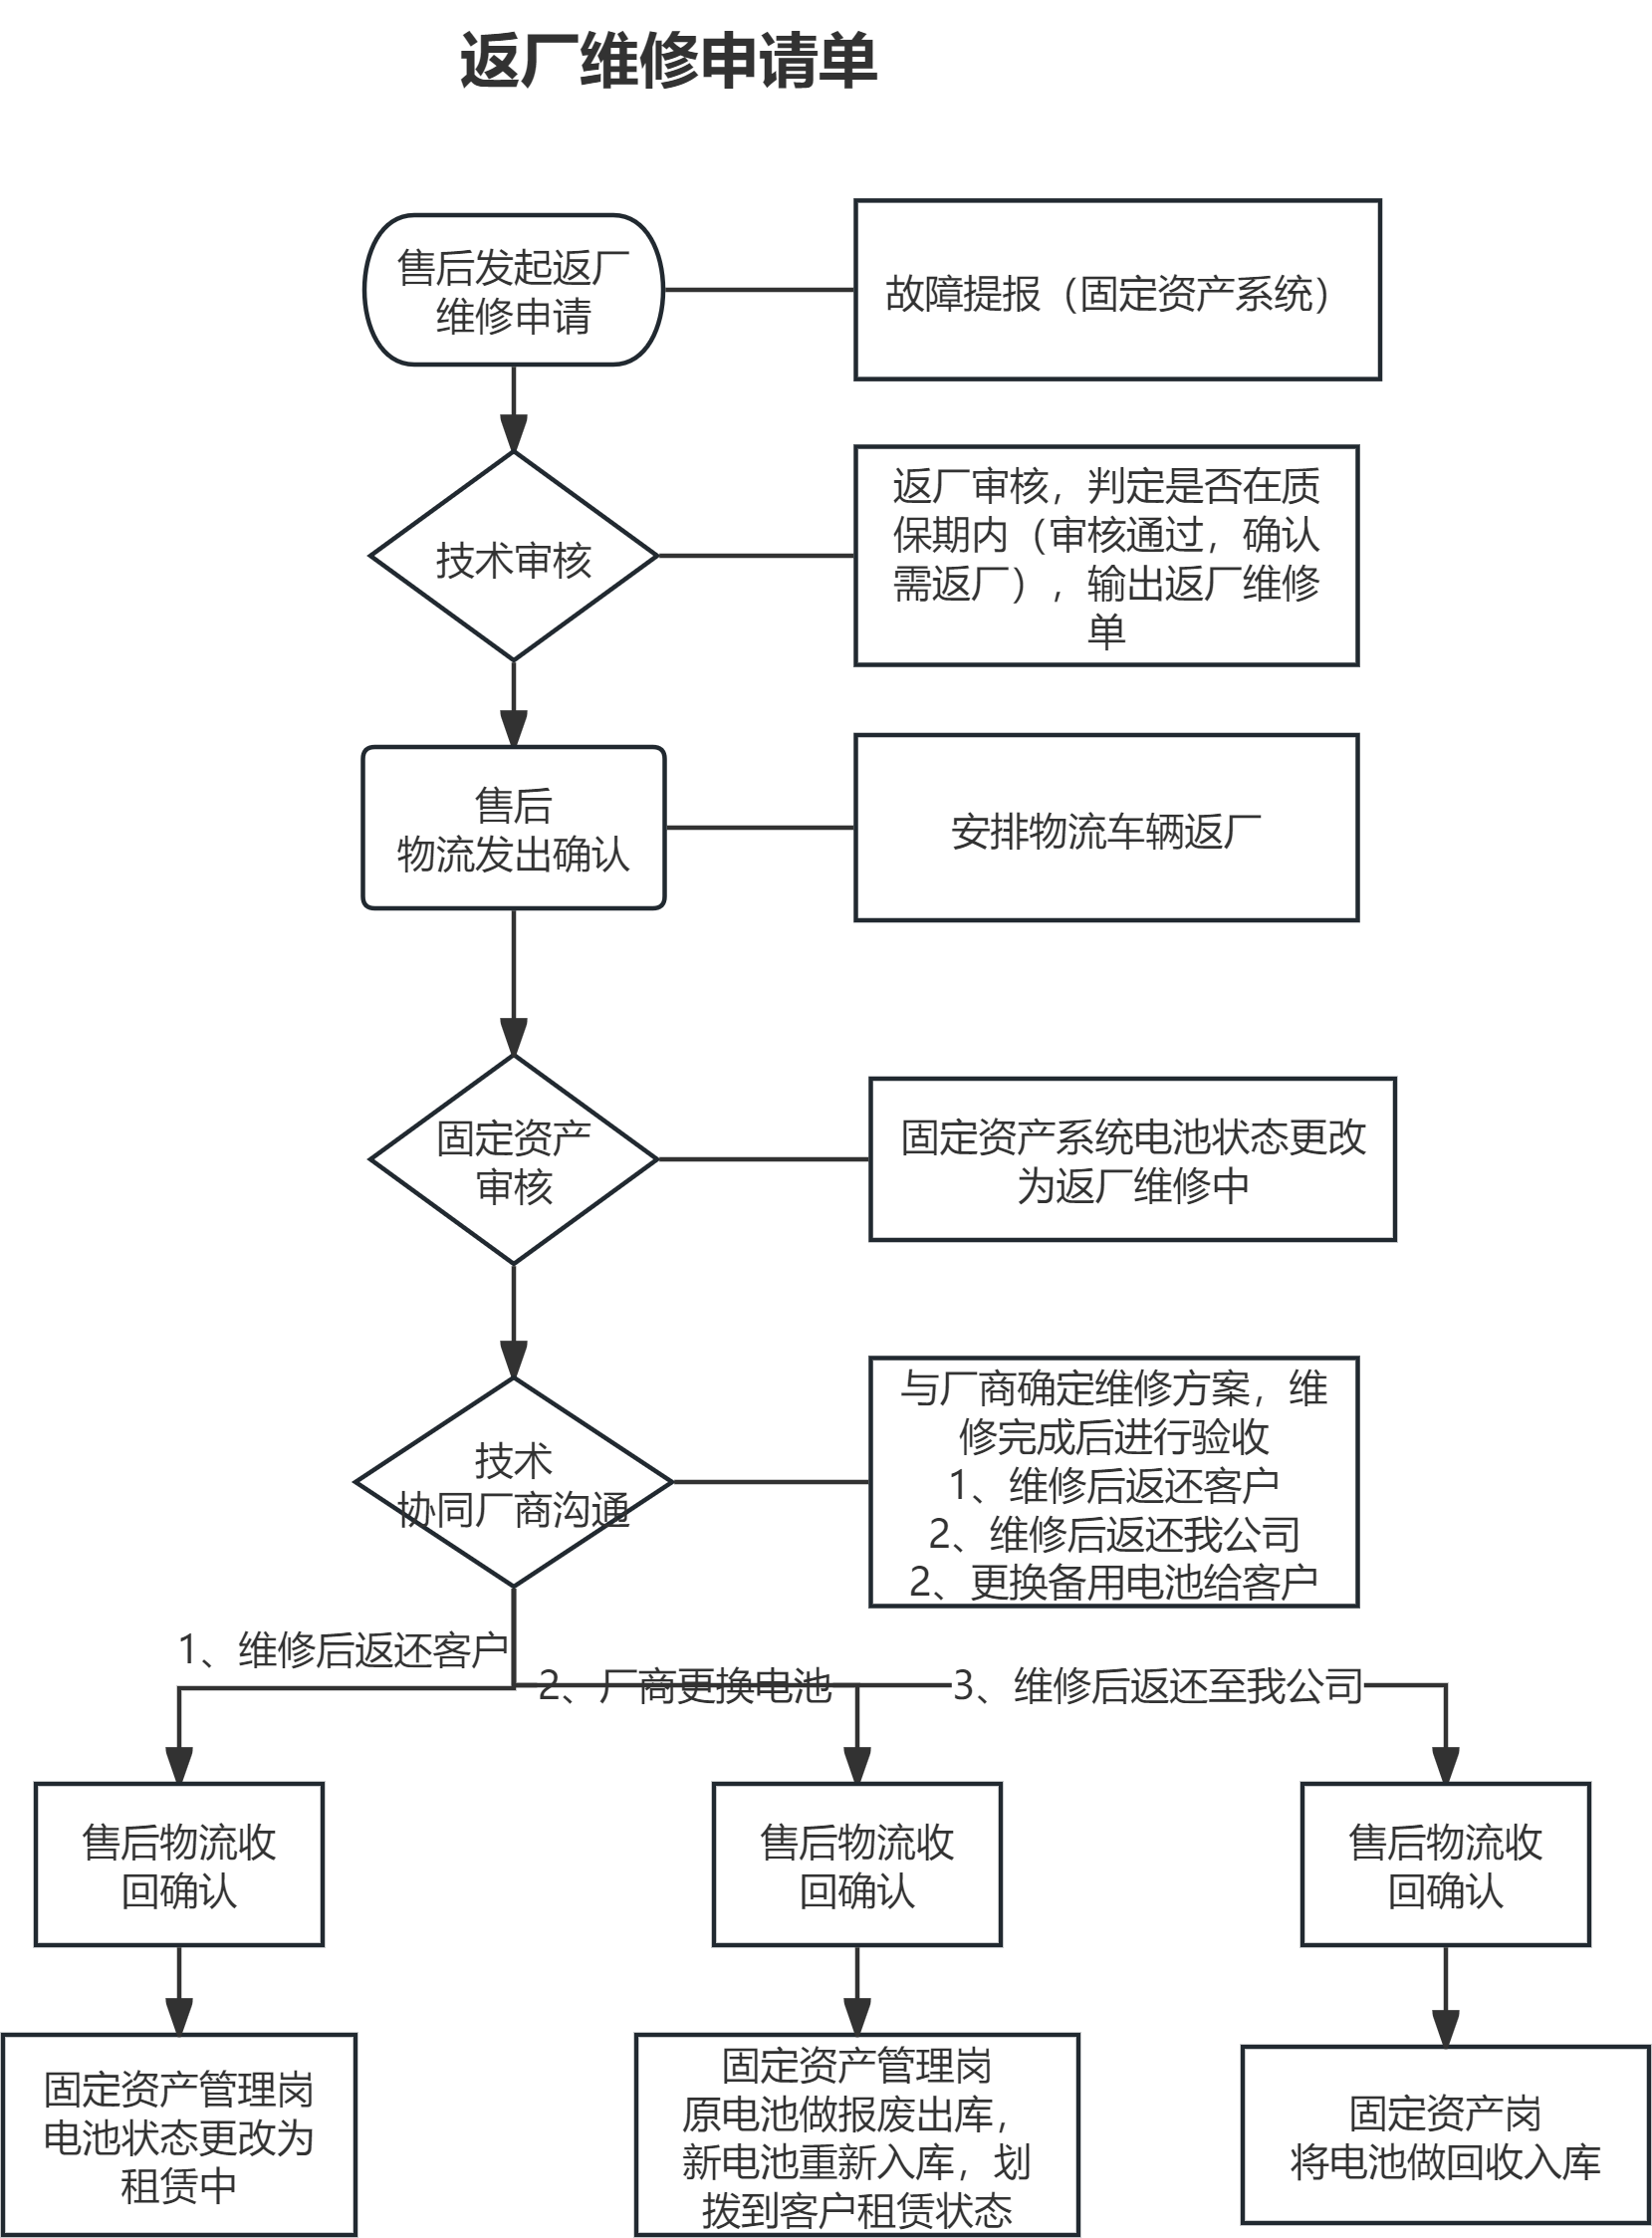 返厂维修申请单
售后发起返厂
维修申请
故障提报（固定资产系统）
技术审核
返厂审核，判定是否在质
保期内（审核通过，确认
需返厂），输出返厂维修
单
售后
物流发出确认
安排物流车辆返厂
固定资产
审核
固定资产系统电池状态更改
为返厂维修中
技术
协同厂商沟通
与厂商确定维修方案，维
修完成后进行验收
1、维修后返还客户
2、维修后返还我公司
2、更换备用电池给客户
1、维修后返还客户
2、厂商更换电池
3、维修后返还至我公司
售后物流收
回确认
售后物流收
回确认
售后物流收
回确认
固定资产管理岗
电池状态更改为
租赁中
固定资产管理岗
原电池做报废出库，
新电池重新入库，划
拨到客户租赁状态
固定资产岗
将电池做回收入库